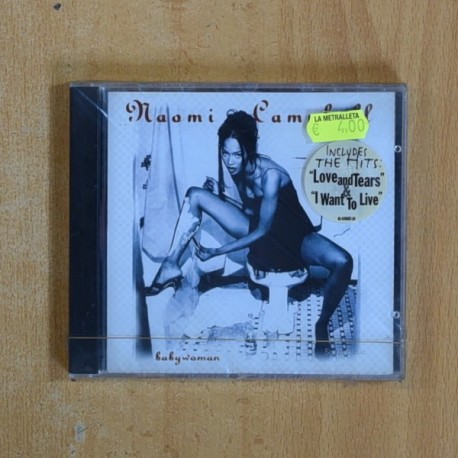 Naomi Campbell
LA METRALLETA
€ 4,00
INCLUDES
THE HITS:
"Love and Tears"
&
"I Want To Live"
babywoman